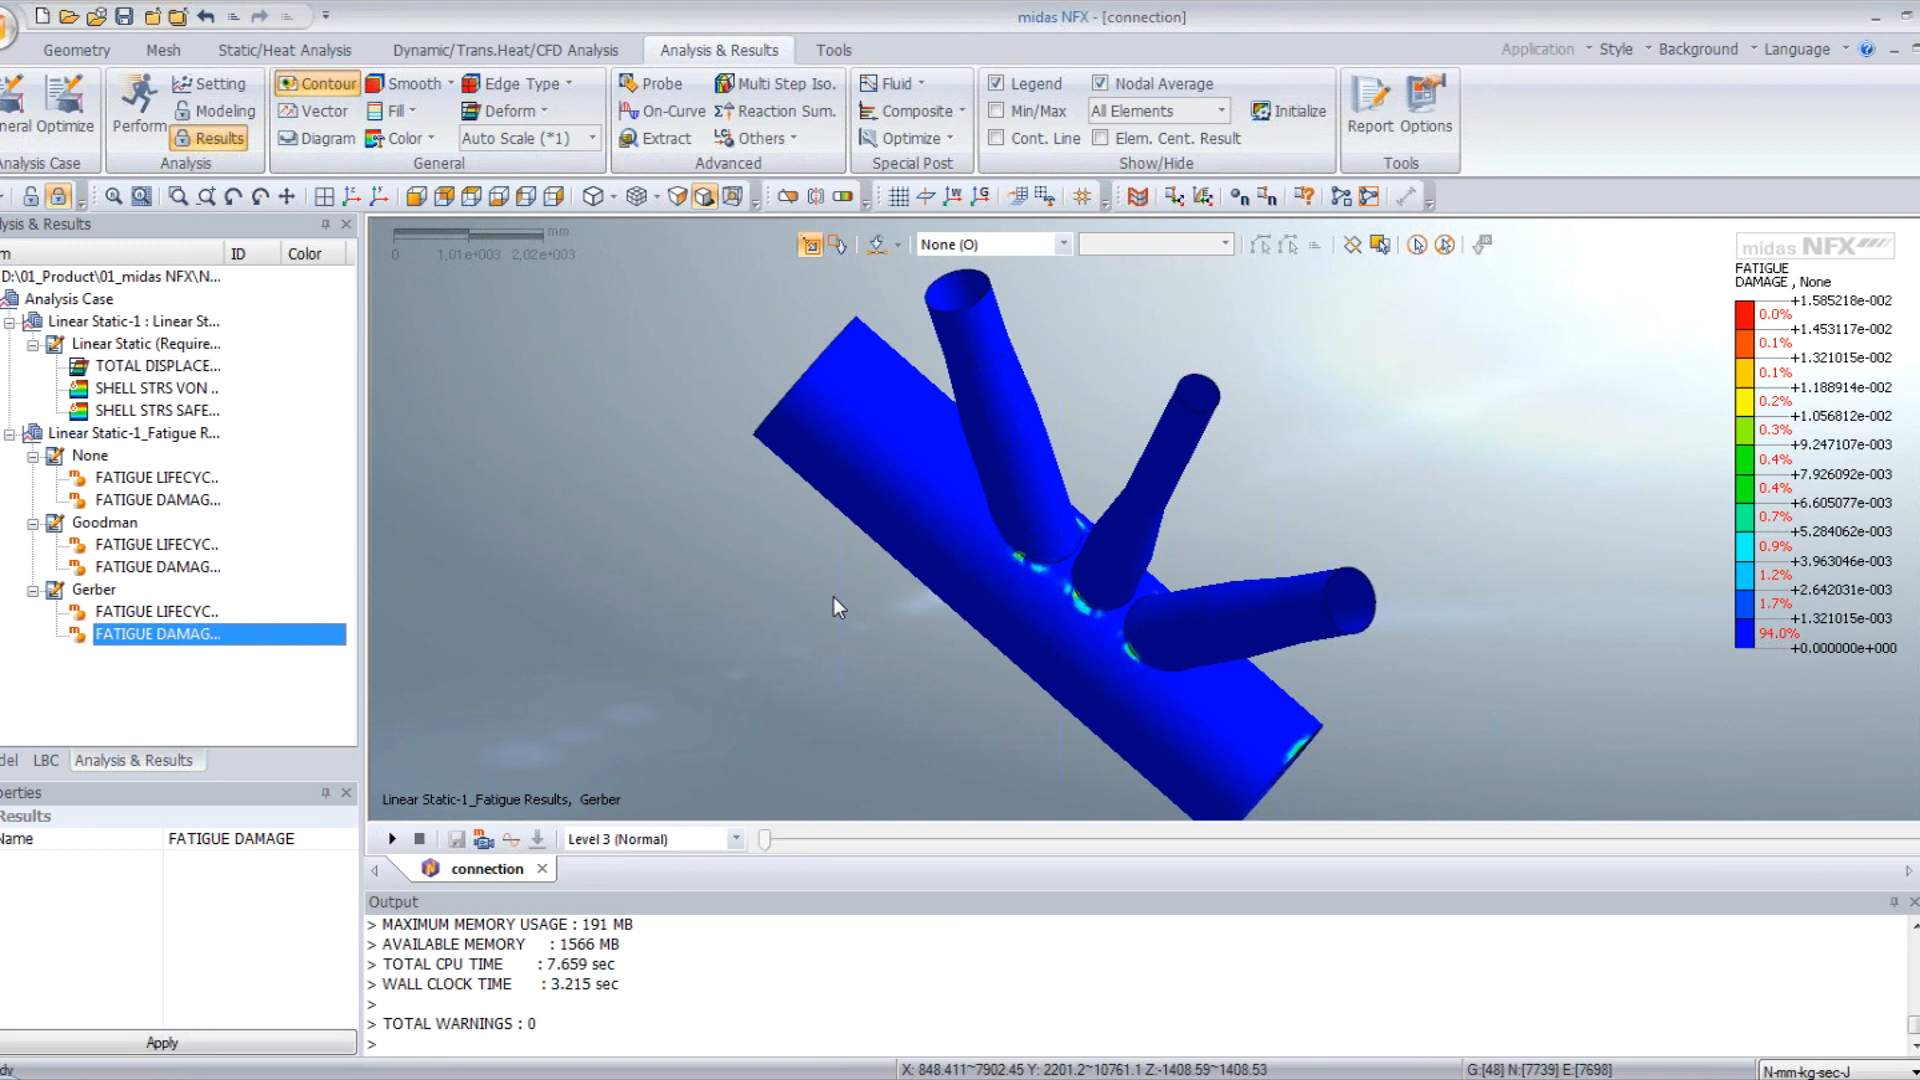 midas NFX - [connection]
Geometry Mesh Static/Heat Analysis Dynamic/Trans.Heat/CFD Analysis Analysis & Results Tools Application Style Background Language
Setting Contour Smooth Edge Type Probe Multi Step Iso. Fluid Legend Nodal Average
Modeling Vector Fill Deform On-Curve Reaction Sum. Composite Min/Max All Elements Initialize
neral Optimize Perform Results Diagram Color Auto Scale (*1) Extract Others Optimize Cont. Line Elem. Cent. Result Report Options
nalysis Case Analysis General Advanced Special Post Show/Hide Tools
lysis & Results
m ID Color
D:\01_Product\01_midas NFX\N...
Analysis Case
Linear Static-1 : Linear St...
Linear Static (Require...
TOTAL DISPLACE...
SHELL STRS VON ..
SHELL STRS SAFE...
Linear Static-1_Fatigue R...
None
FATIGUE LIFECYC..
FATIGUE DAMAG...
Goodman
FATIGUE LIFECYC..
FATIGUE DAMAG...
Gerber
FATIGUE LIFECYC..
FATIGUE DAMAG...
del LBC Analysis & Results
erties
Results
Name FATIGUE DAMAGE
Apply
mm
0 1,01e+003 2,02e+003
None (O)
midas NFX
FATIGUE
DAMAGE , None
+1.585218e-002
0.0%
+1.453117e-002
0.1%
+1.321015e-002
0.1%
+1.188914e-002
0.2%
+1.056812e-002
0.3%
+9.247107e-003
0.4%
+7.926092e-003
0.4%
+6.605077e-003
0.7%
+5.284062e-003
0.9%
+3.963046e-003
1.2%
+2.642031e-003
1.7%
+1.321015e-003
94.0%
+0.000000e+000
Linear Static-1_Fatigue Results, Gerber
Level 3 (Normal)
connection
Output
> MAXIMUM MEMORY USAGE : 191 MB
> AVAILABLE MEMORY : 1566 MB
> TOTAL CPU TIME : 7.659 sec
> WALL CLOCK TIME : 3.215 sec
>
> TOTAL WARNINGS : 0
>
dy X: 848.411~7902.45 Y: 2201.2~10761.1 Z:-1408.59~1408.53 G:[48] N:[7739] E:[7698] N-mm-kg-sec-J